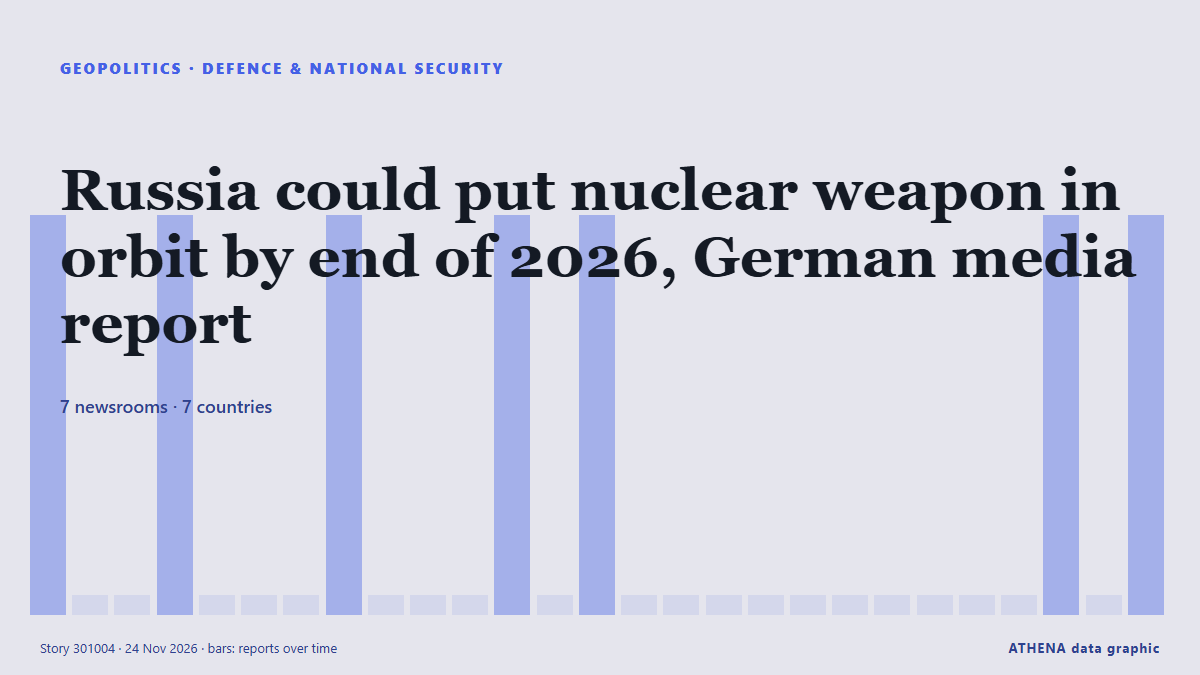 GEOPOLITICS · DEFENCE & NATIONAL SECURITY
Russia could put nuclear weapon in
orbit by end of 2026, German media
report
7 newsrooms · 7 countries
Story 301004 · 24 Nov 2026 · bars: reports over time
ATHENA data graphic